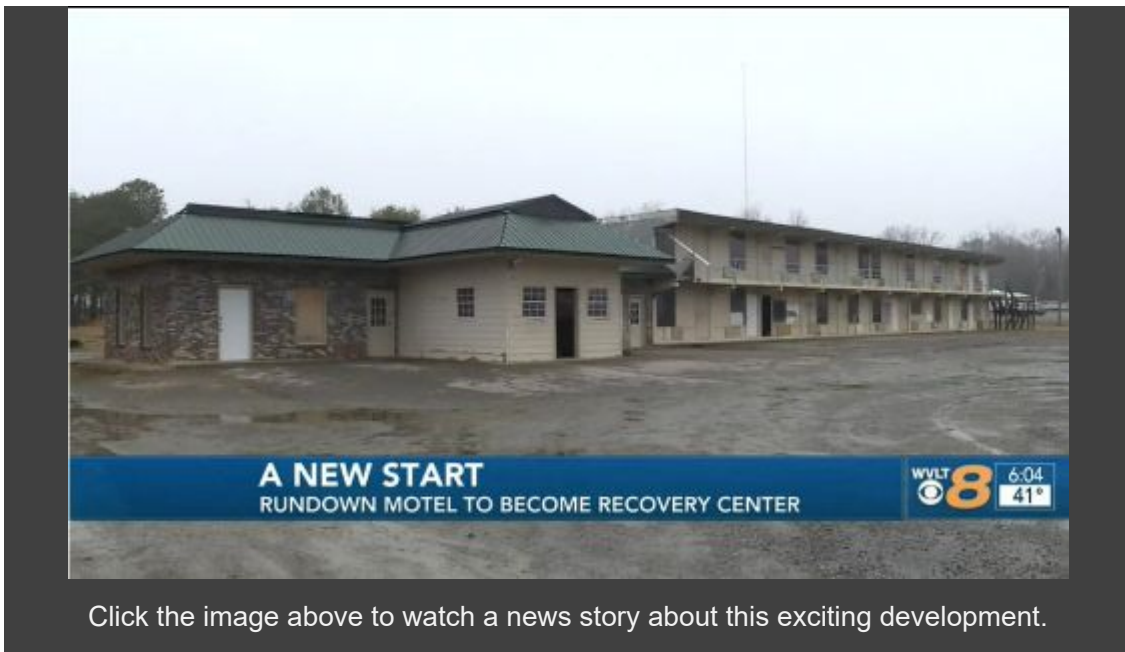 A NEW START
RUNDOWN MOTEL TO BECOME RECOVERY CENTER
WVLT
8
6:04
41°
Click the image above to watch a news story about this exciting development.